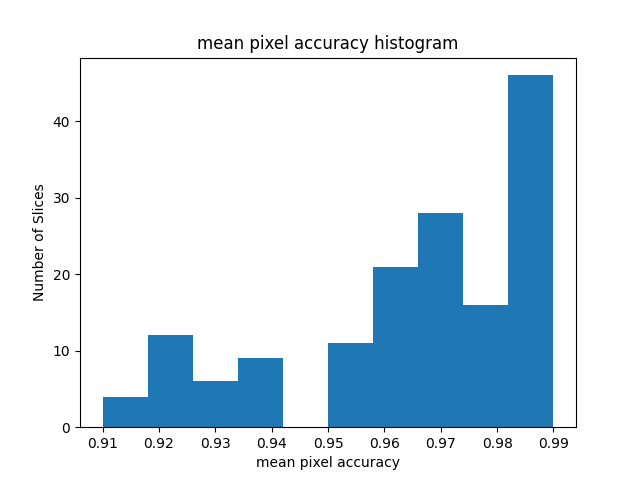 mean pixel accuracy histogram
Number of Slices
40
30
20
10
0
0.91 0.92 0.93 0.94 0.95 0.96 0.97 0.98 0.99
mean pixel accuracy